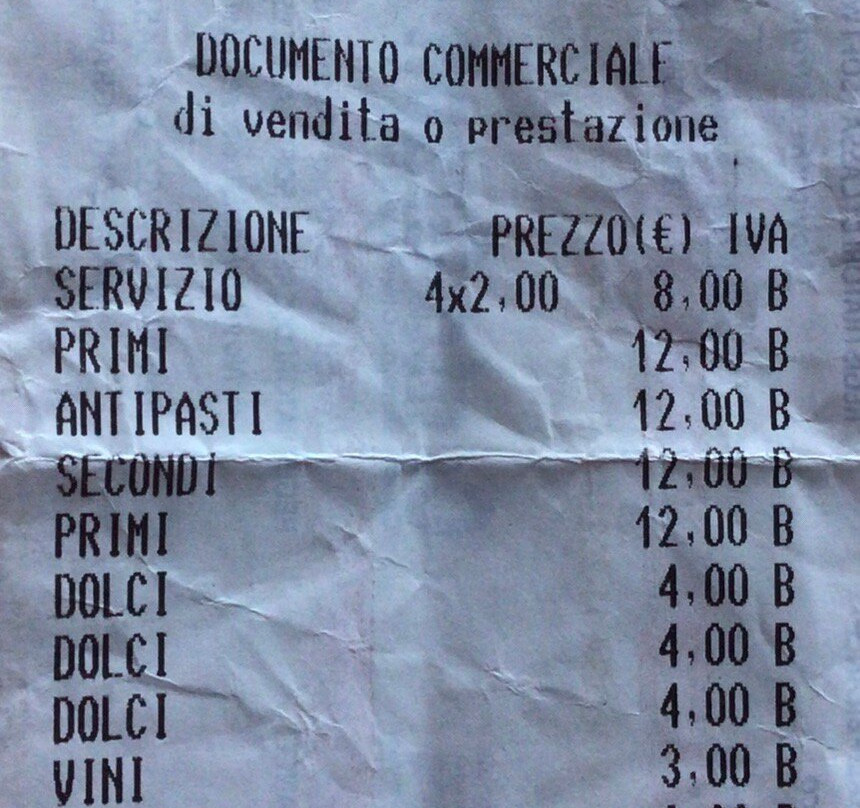 DOCUMENTO COMMERCIALE
di vendita o prestazione
DESCRIZIONE PREZZO(€) IVA
SERVIZIO 4x2,00 8,00 B
PRIMI 12,00 B
ANTIPASTI 12,00 B
SECONDI 12,00 B
PRIMI 12,00 B
DOLCI 4,00 B
DOLCI 4,00 B
DOLCI 4,00 B
VINI 3,00 B